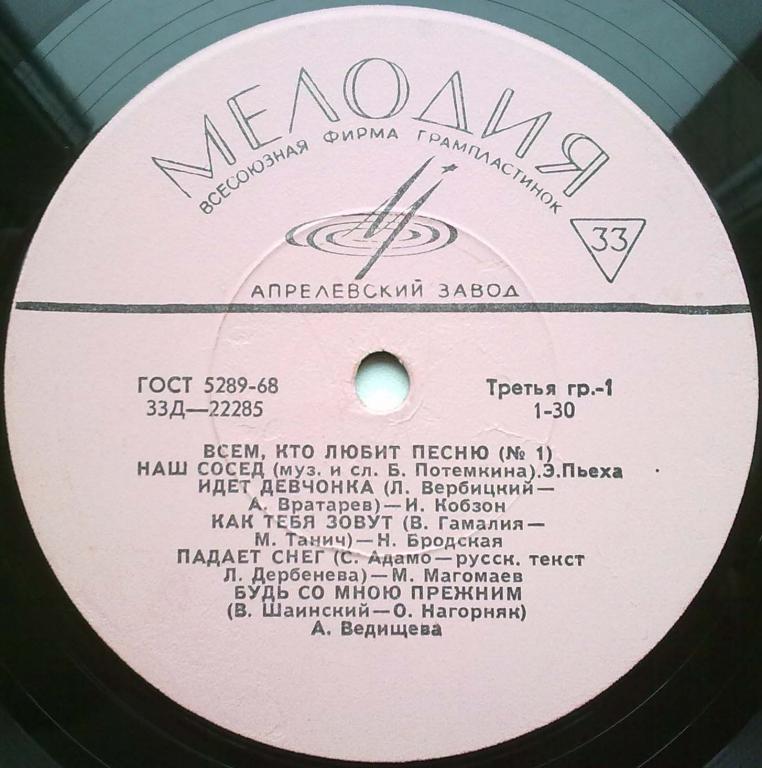 МЕЛОДИЯ
ВСЕСОЮЗНАЯ ФИРМА ГРАМПЛАСТИНОК
33
АПРЕЛЕВСКИЙ ЗАВОД
ГОСТ 5289-68
Третья гр.-1
33Д—22285
1-30
ВСЕМ, КТО ЛЮБИТ ПЕСНЮ (№ 1)
НАШ СОСЕД (муз. и сл. Б. Потемкина).Э.Пьеха
ИДЕТ ДЕВЧОНКА (Л. Вербицкий—
А. Вратарев)—И. Кобзон
КАК ТЕБЯ ЗОВУТ (В. Гамалия—
М. Танич)—Н. Бродская
ПАДАЕТ СНЕГ (С. Адамо—русск. текст
Л. Дербенева)—М. Магомаев
БУДЬ СО МНОЮ ПРЕЖНИМ
(В. Шаинский—О. Нагорняк)
А. Ведищева